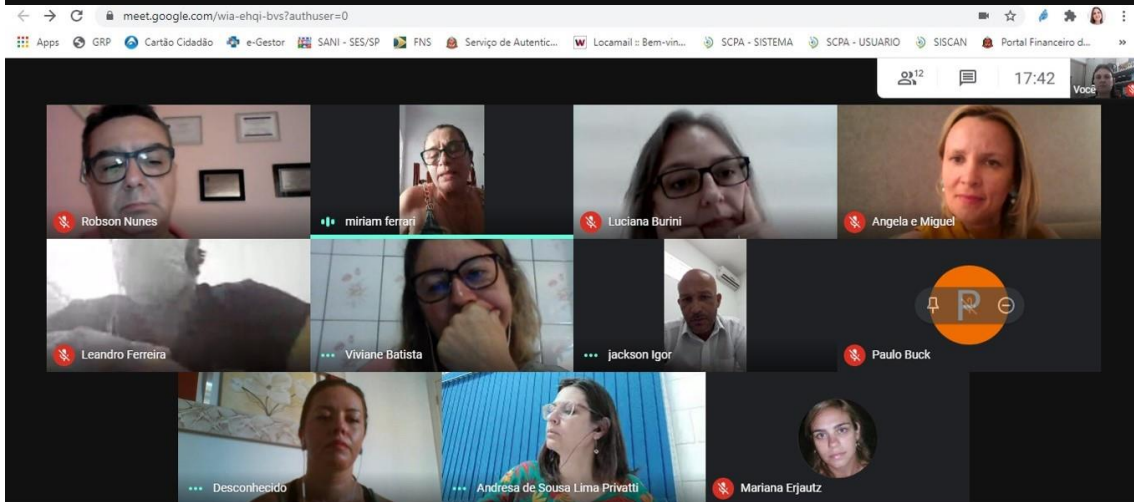 meet.google.com/wia-ehqi-bvs?authuser=0
Apps GRP Cartão Cidadão e-Gestor SANI - SES/SP FNS Serviço de Autentic... W Locamail :: Bem-vin... SCPA - SISTEMA SCPA - USUARIO SISCAN Portal Financeiro d... »
12 17:42 Você
Robson Nunes miriam ferrari Luciana Burini Angela e Miguel
P
Leandro Ferreira Viviane Batista jackson Igor Paulo Buck
Desconhecido Andresa de Sousa Lima Privatti Mariana Erjautz